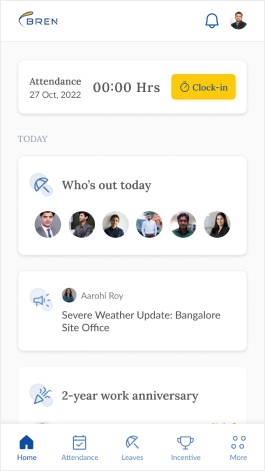 BREN
Attendance
27 Oct, 2022
00:00 Hrs
Clock-in
TODAY
Who's out today
Aarohi Roy
Severe Weather Update: Bangalore
Site Office
2-year work anniversary
Home
Attendance
Leaves
Incentive
More